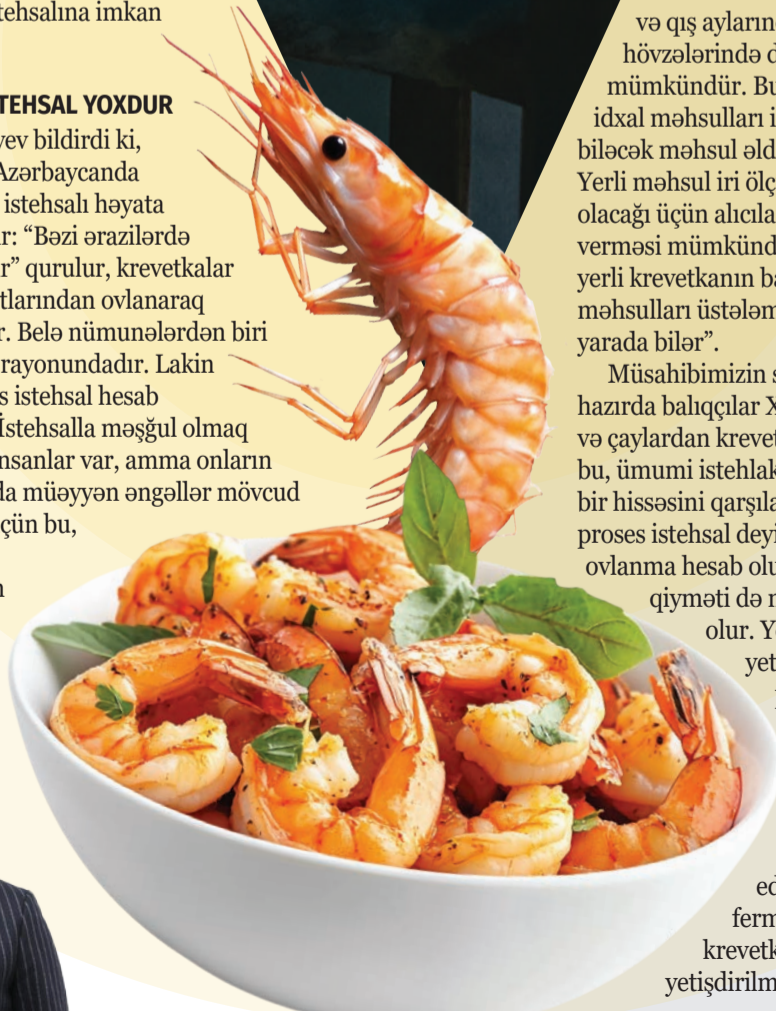 tehsalına imkan
TEHSAL YOXDUR
yev bildirdi ki,
Azərbaycanda
istehsalı həyata
r: “Bəzi ərazilərdə
r” qurulur, krevetkalar
tlarından ovlanaraq
r. Belə nümunələrdən biri
rayonundadır. Lakin
s istehsal hesab
İstehsalla məşğul olmaq
nsanlar var, amma onların
da müəyyən əngəllər mövcud
çün bu,
n
və qış ayların
hövzələrində d
mümkündür. Bu
idxal məhsulları i
biləcək məhsul əld
Yerli məhsul iri ölç
olacağı üçün alıcıla
verməsi mümkünd
yerli krevetkanın ba
məhsulları üstələm
yarada bilər”.
Müsahibimizin s
hazırda balıqçılar X
və çaylardan krevet
bu, ümumi istehlak
bir hissəsini qarşıla
proses istehsal deyi
ovlanma hesab olu
qiyməti də m
olur. Y
yet
ed
ferm
krevetk
yetişdirilm